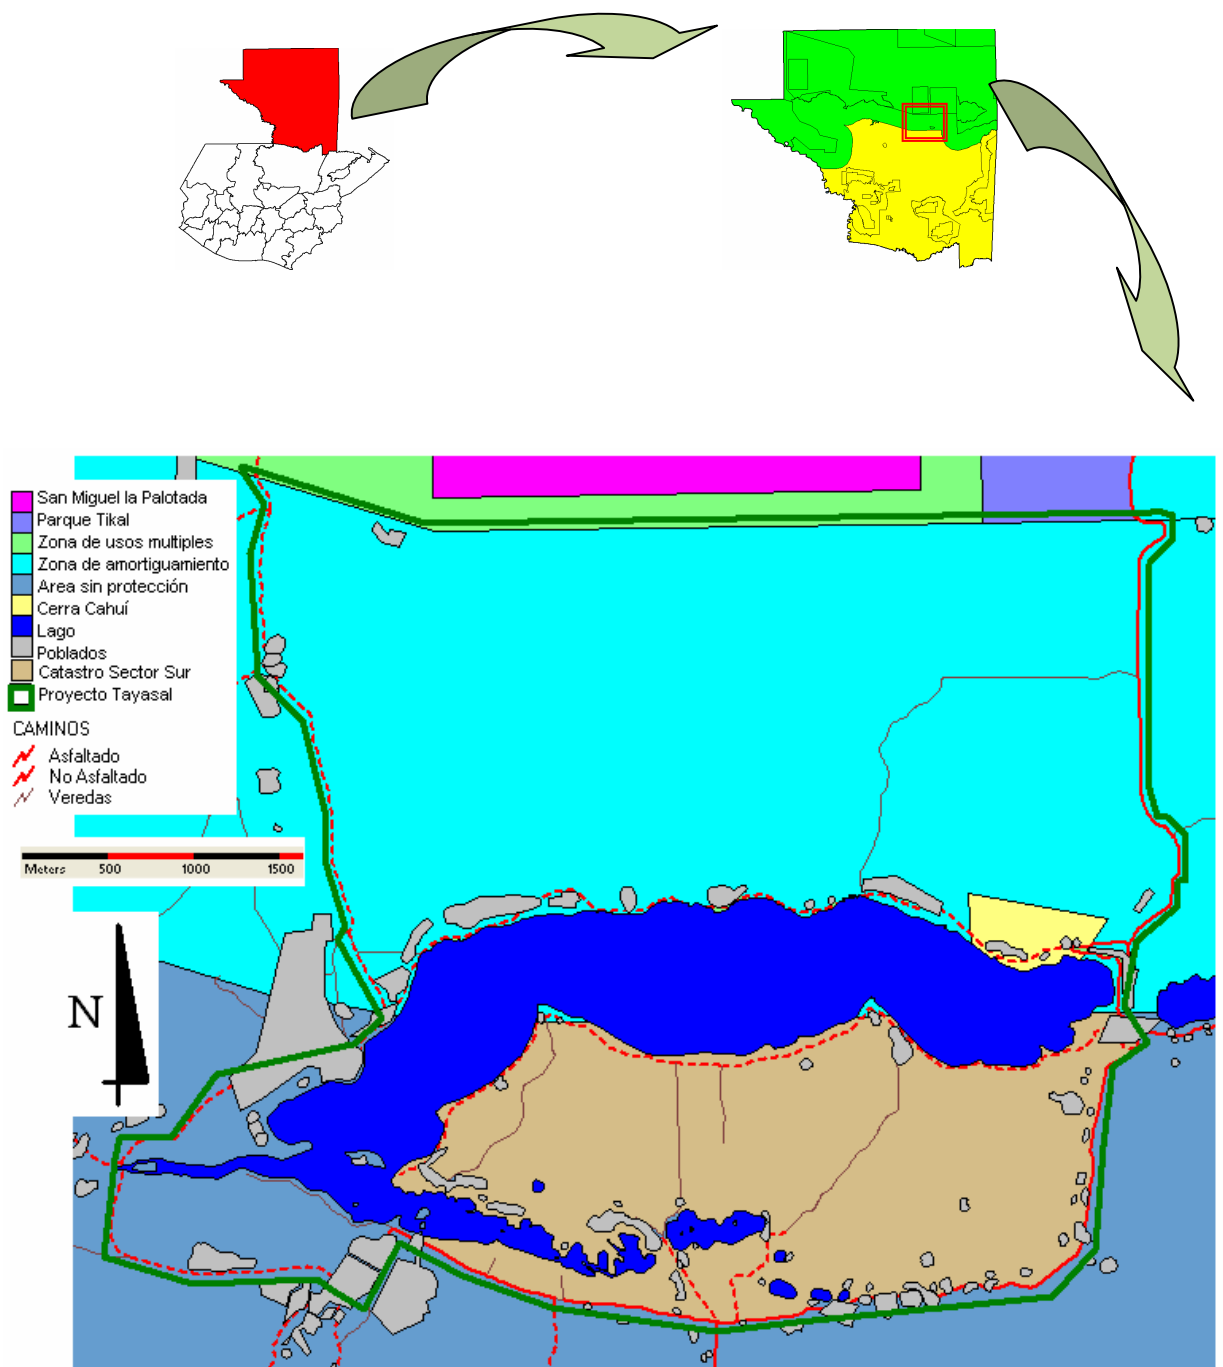 San Miguel la Palotada
Parque Tikal
Zona de usos multiples
Zona de amortiguamiento
Area sin protección
Cerra Cahuí
Lago
Poblados
Catastro Sector Sur
Proyecto Tayasal
CAMINOS
Asfaltado
No Asfaltado
Veredas
Meters 500 1000 1500
N